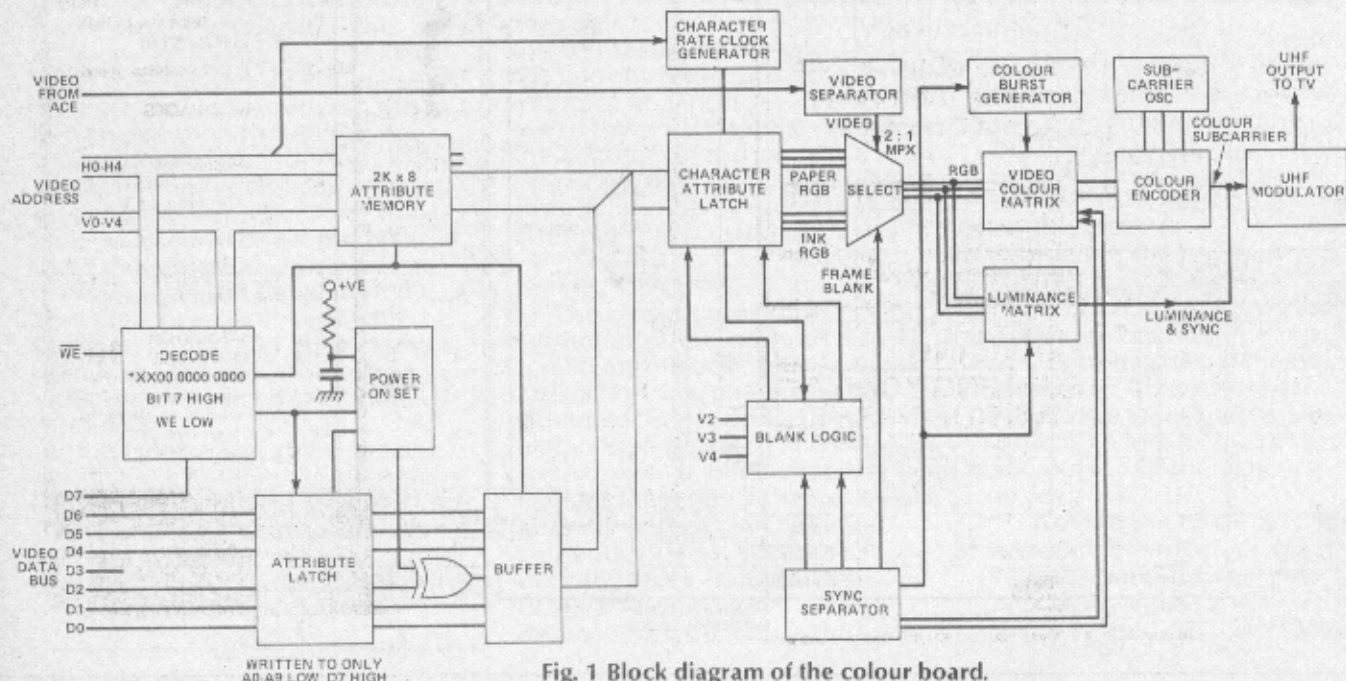 CHARACTER
RATE CLOCK
GENERATOR
VIDEO
FROM
ACE
VIDEO
SEPARATOR
VIDEO
COLOUR
BURST
GENERATOR
SUB-
CARRIER
OSC
UHF
OUTPUT
TO TV
COLOUR
SUBCARRIER
H0-H4
VIDEO
ADDRESS
V0-V4
2K x 8
ATTRIBUTE
MEMORY
CHARACTER
ATTRIBUTE
LATCH
PAPER
RGB
INK
RGB
2:1
MPX
SELECT
RGB
VIDEO
COLOUR
MATRIX
COLOUR
ENCODER
UHF
MODULATOR
FRAME
BLANK
LUMINANCE
MATRIX
LUMINANCE
& SYNC
+VE
WE
DECODE
*XX00 0000 0000
BIT 7 HIGH
WE LOW
POWER
ON SET
V2
V3
V4
BLANK LOGIC
D7
D6
D5
D4
D3
D2
D1
D0
VIDEO
DATA
BUS
ATTRIBUTE
LATCH
BUFFER
SYNC
SEPARATOR
WRITTEN TO ONLY
A0-A9 LOW, D7 HIGH
Fig. 1 Block diagram of the colour board.